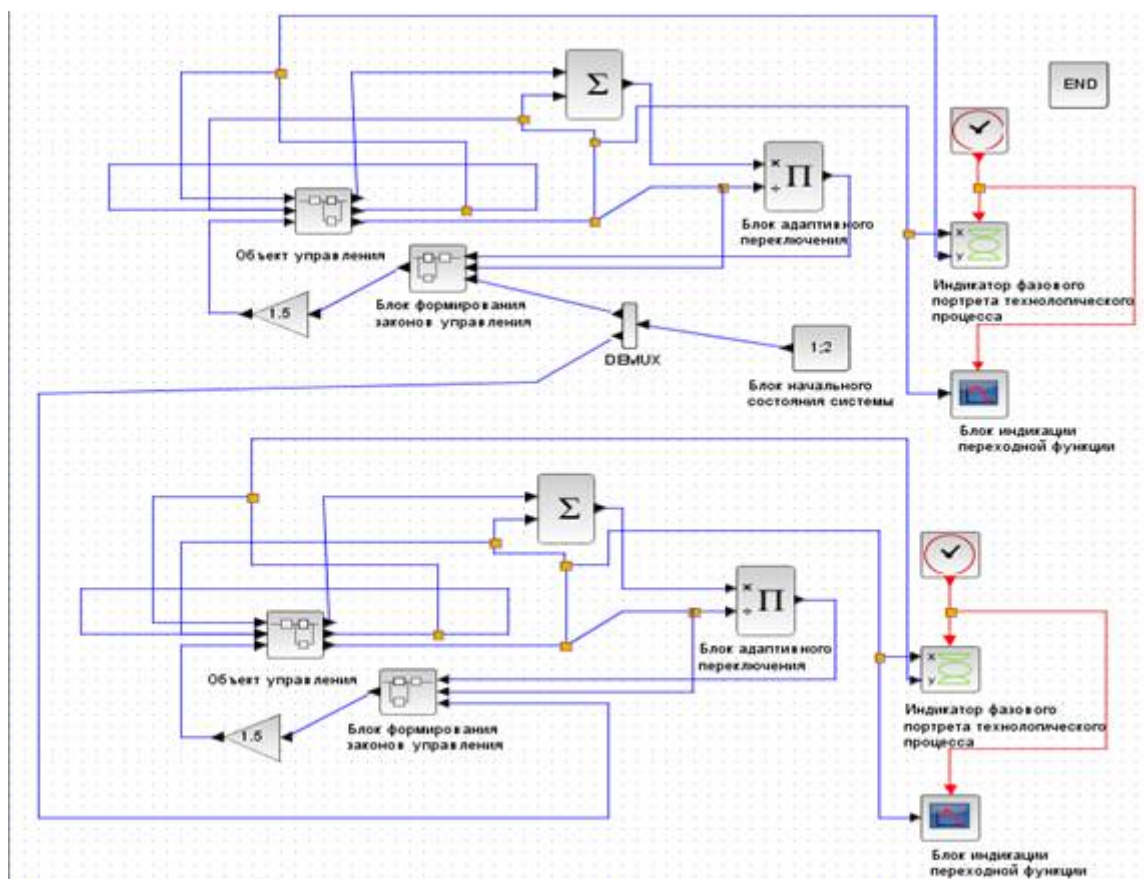 Σ
END
×
÷
Π
Блок адаптивного
переключения
Объект управления
x
y
Индикатор фазового
портрета технологического
процесса
1.5
Блок формирования
законов управления
DEMUX
1:2
Блок начального
состояния системы
Блок индикации
переходной функции
Σ
×
÷
Π
Блок адаптивного
переключения
Объект управления
x
y
Индикатор фазового
портрета технологического
процесса
1.5
Блок формирования
законов управления
Блок индикации
переходной функции